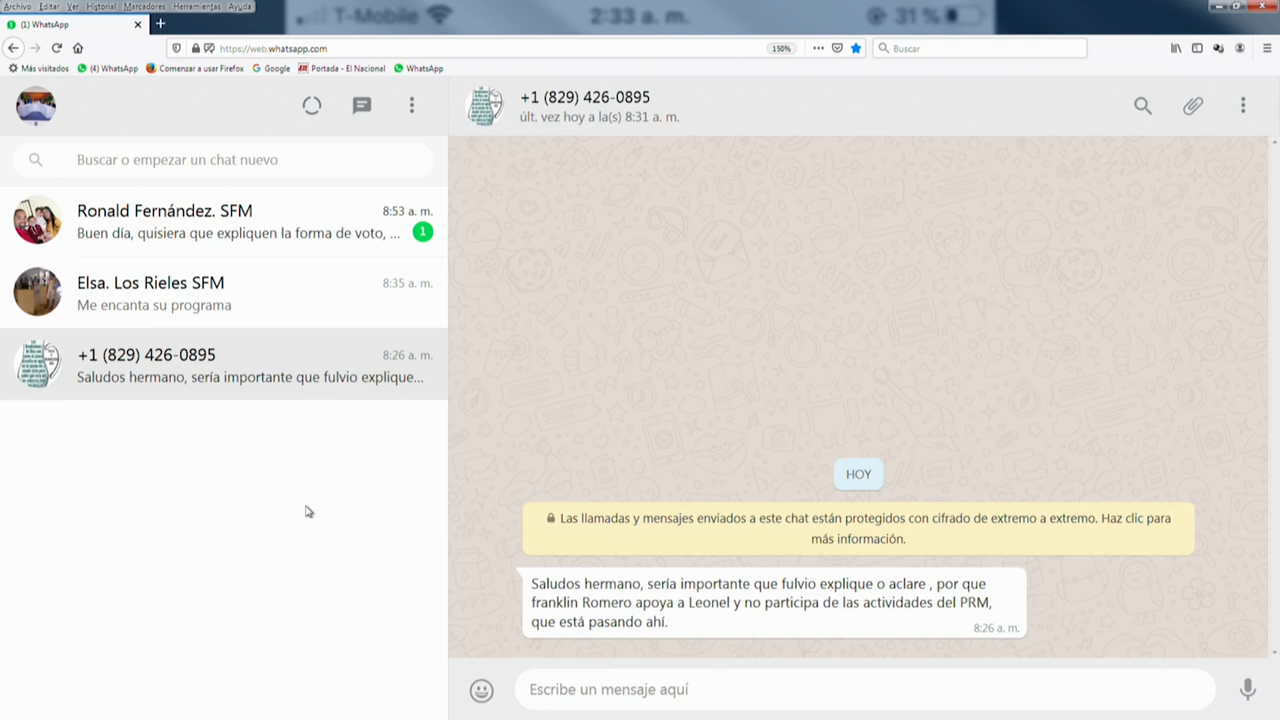 Archivo Editar Ver Historial Marcadores Herramientas Ayuda
T-Mobile 2:33 a. m. 31 %
(1) WhatsApp
https://web.whatsapp.com 150% Buscar
Más visitados (4) WhatsApp Comenzar a usar Firefox Google Portada - El Nacional WhatsApp
+1 (829) 426-0895
últ. vez hoy a la(s) 8:31 a. m.
Buscar o empezar un chat nuevo
Ronald Fernández. SFM 8:53 a. m.
Buen día, quisiera que expliquen la forma de voto, ... 1
Elsa. Los Rieles SFM 8:35 a. m.
Me encanta su programa
+1 (829) 426-0895 8:26 a. m.
Saludos hermano, sería importante que fulvio explique...
HOY
Las llamadas y mensajes enviados a este chat están protegidos con cifrado de extremo a extremo. Haz clic para
más información.
Saludos hermano, sería importante que fulvio explique o aclare , por que
franklin Romero apoya a Leonel y no participa de las actividades del PRM,
que está pasando ahí.
8:26 a. m.
Escribe un mensaje aquí